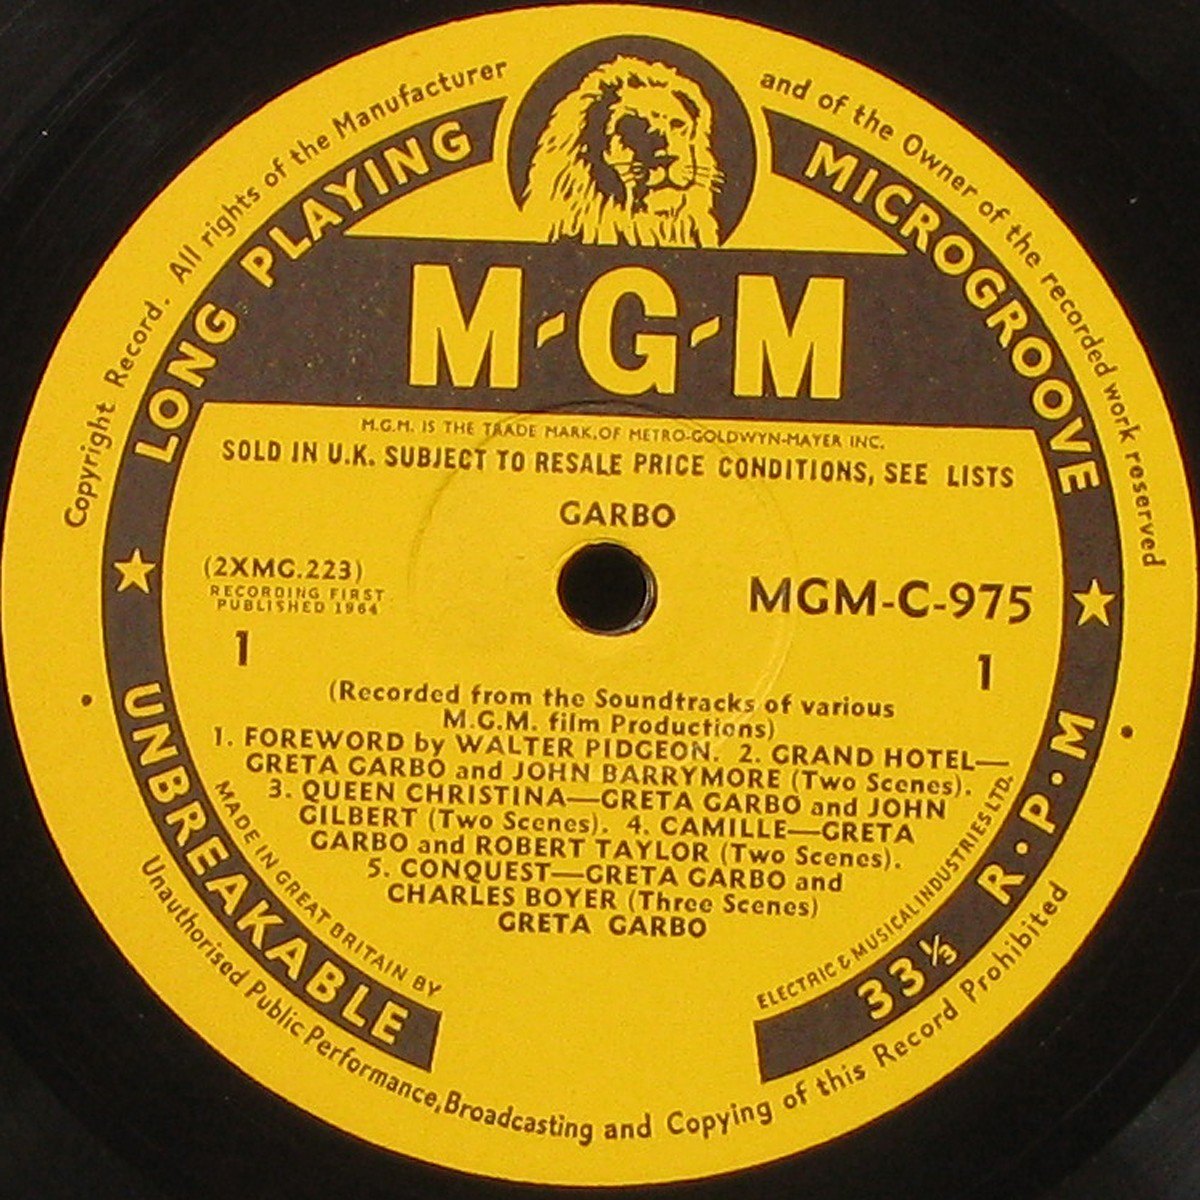 Copyright Record. All rights of the Manufacturer and of the Owner of the recorded work reserved
LONG PLAYING MICROGROOVE
M-G-M
M.G.M. IS THE TRADE MARK.OF METRO-GOLDWYN-MAYER INC.
SOLD IN U.K. SUBJECT TO RESALE PRICE CONDITIONS, SEE LISTS
GARBO
(2XMG.223)
RECORDING FIRST
PUBLISHED 1964
MGM-C-975
1
1
(Recorded from the Soundtracks of various
M.G.M. film Productions)
1. FOREWORD by WALTER PIDGEON. 2. GRAND HOTEL—
GRETA GARBO and JOHN BARRYMORE (Two Scenes).
3. QUEEN CHRISTINA—GRETA GARBO and JOHN
GILBERT (Two Scenes). 4. CAMILLE—GRETA
GARBO and ROBERT TAYLOR (Two Scenes).
5. CONQUEST—GRETA GARBO and
CHARLES BOYER (Three Scenes)
GRETA GARBO
MADE IN GREAT BRITAIN BY ELECTRIC & MUSICAL INDUSTRIES LTD.
UNBREAKABLE
33⅓ R·P·M
Unauthorised Public Performance, Broadcasting and Copying of this Record Prohibited